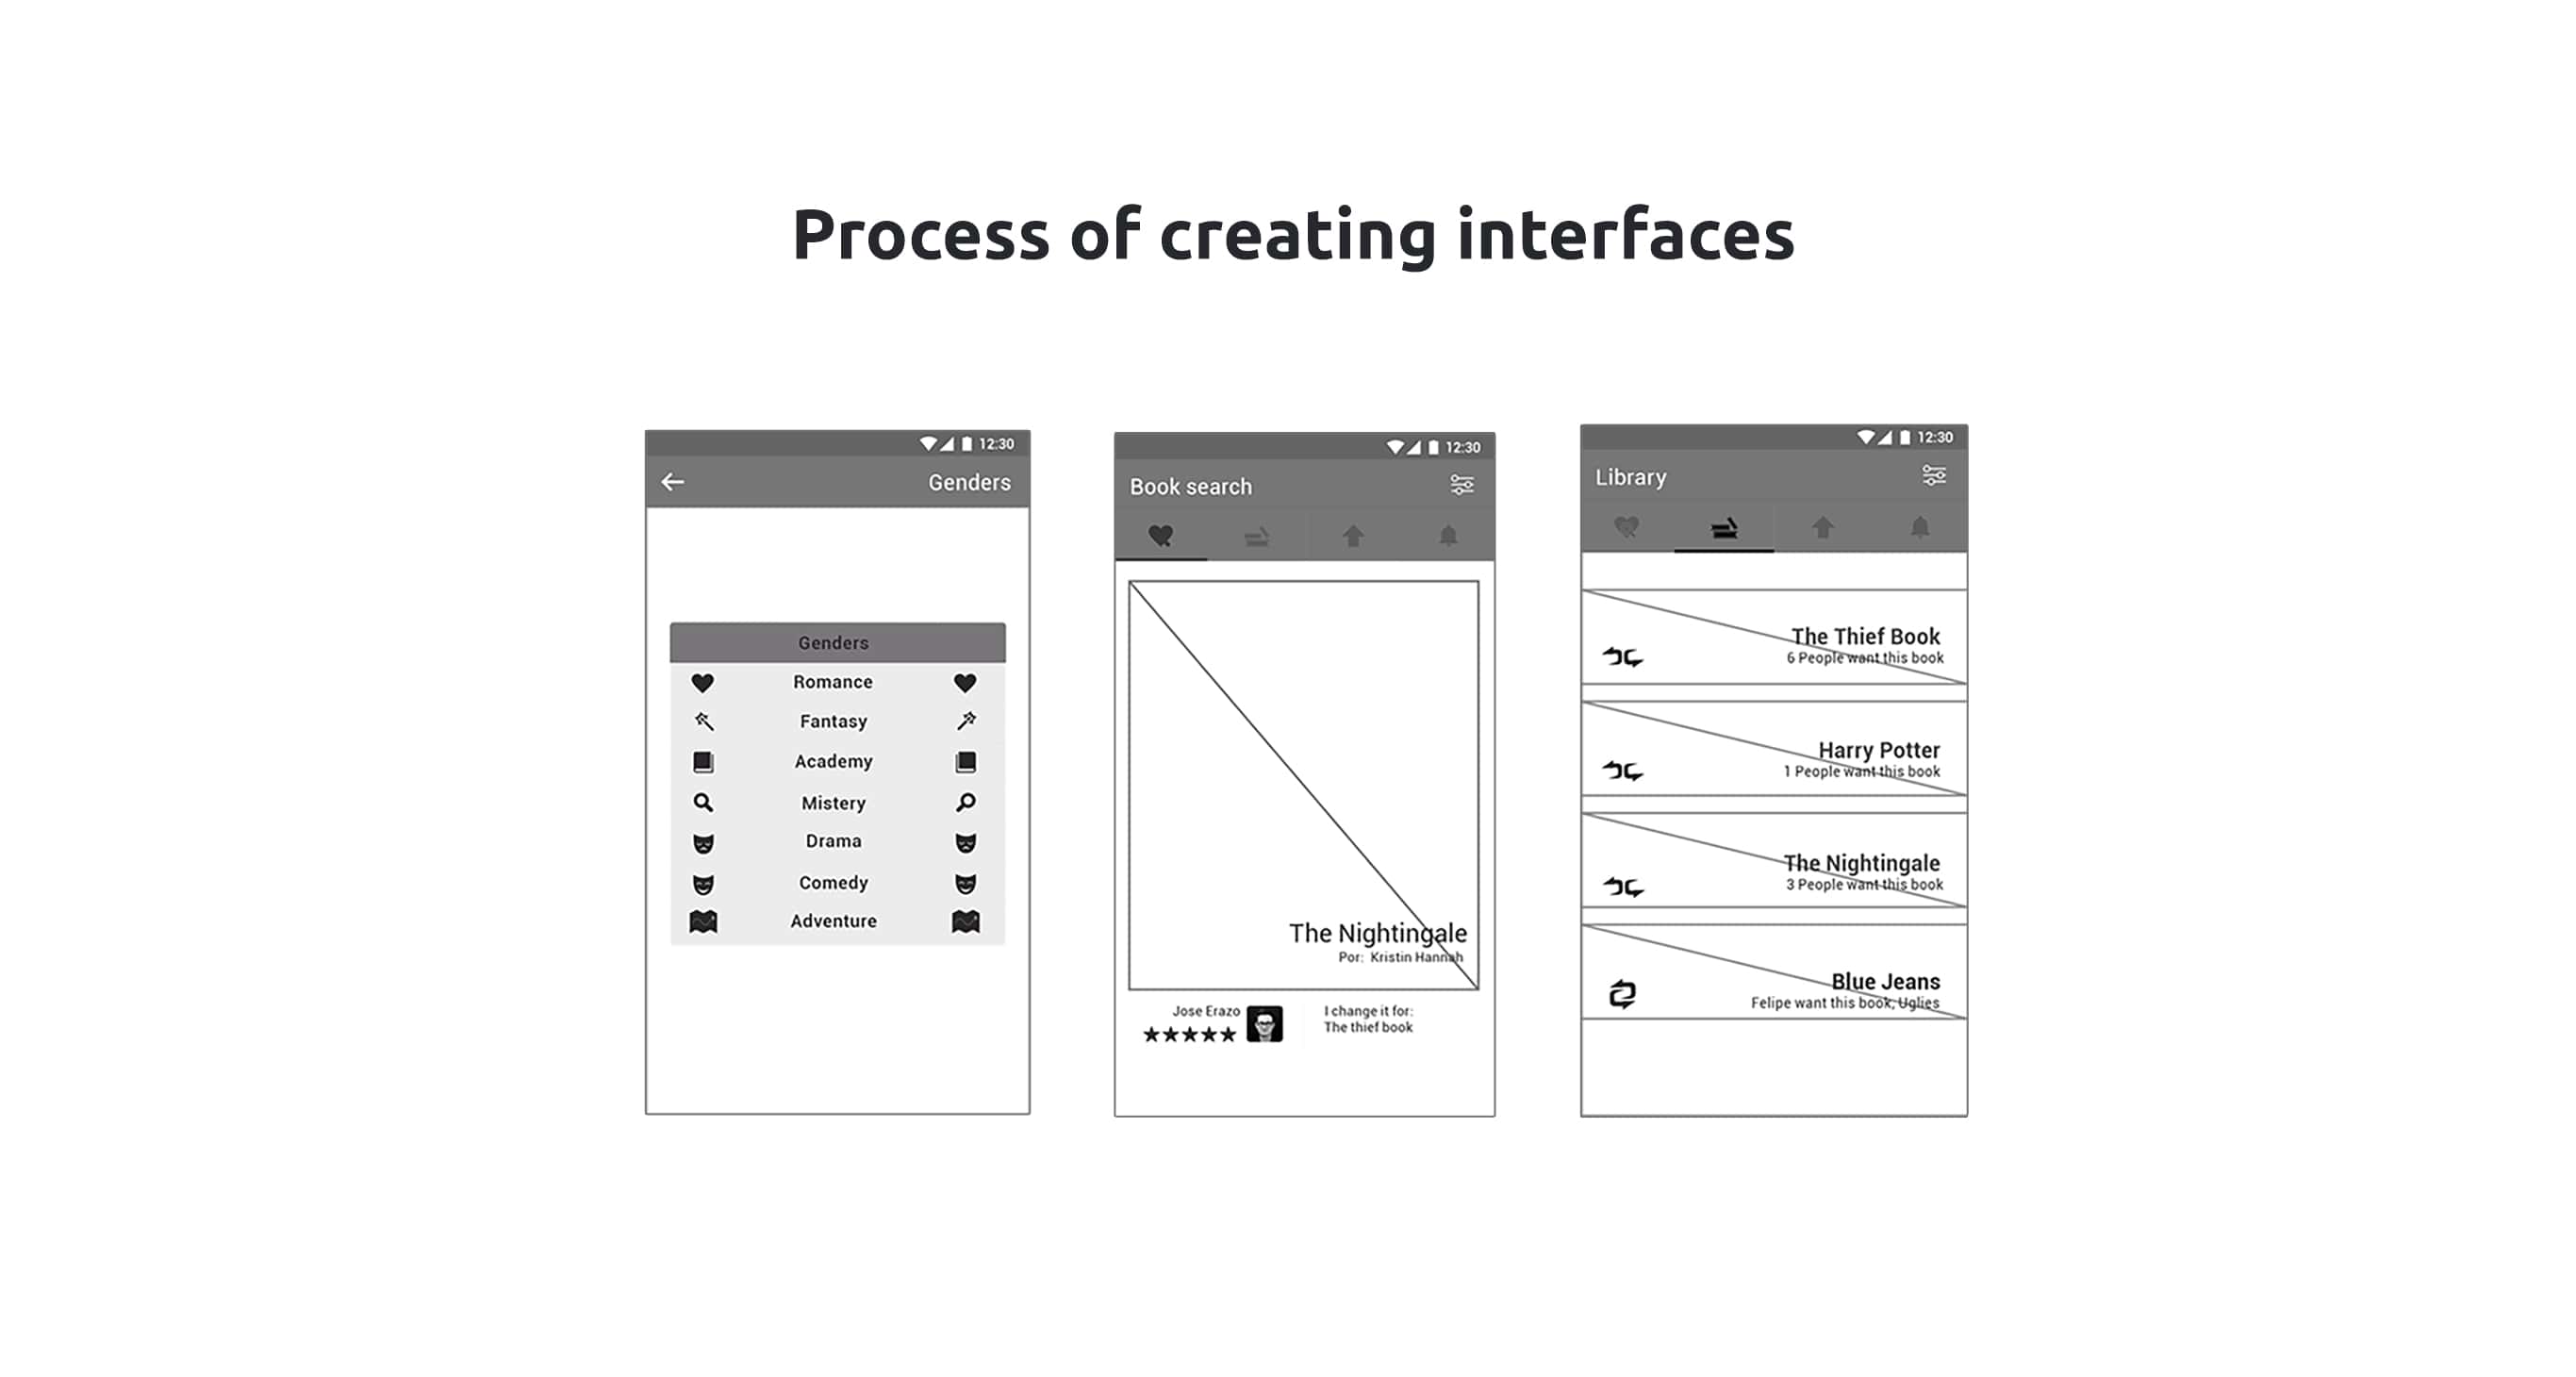 Process of creating interfaces
12:30
Genders
Genders
Romance
Fantasy
Academy
Mistery
Drama
Comedy
Adventure
12:30
Book search
The Nightingale
Por: Kristin Hannah
Jose Erazo
I change it for:
The thief book
12:30
Library
The Thief Book
6 People want this book
Harry Potter
1 People want this book
The Nightingale
3 People want this book
Blue Jeans
Felipe want this book, Uglies